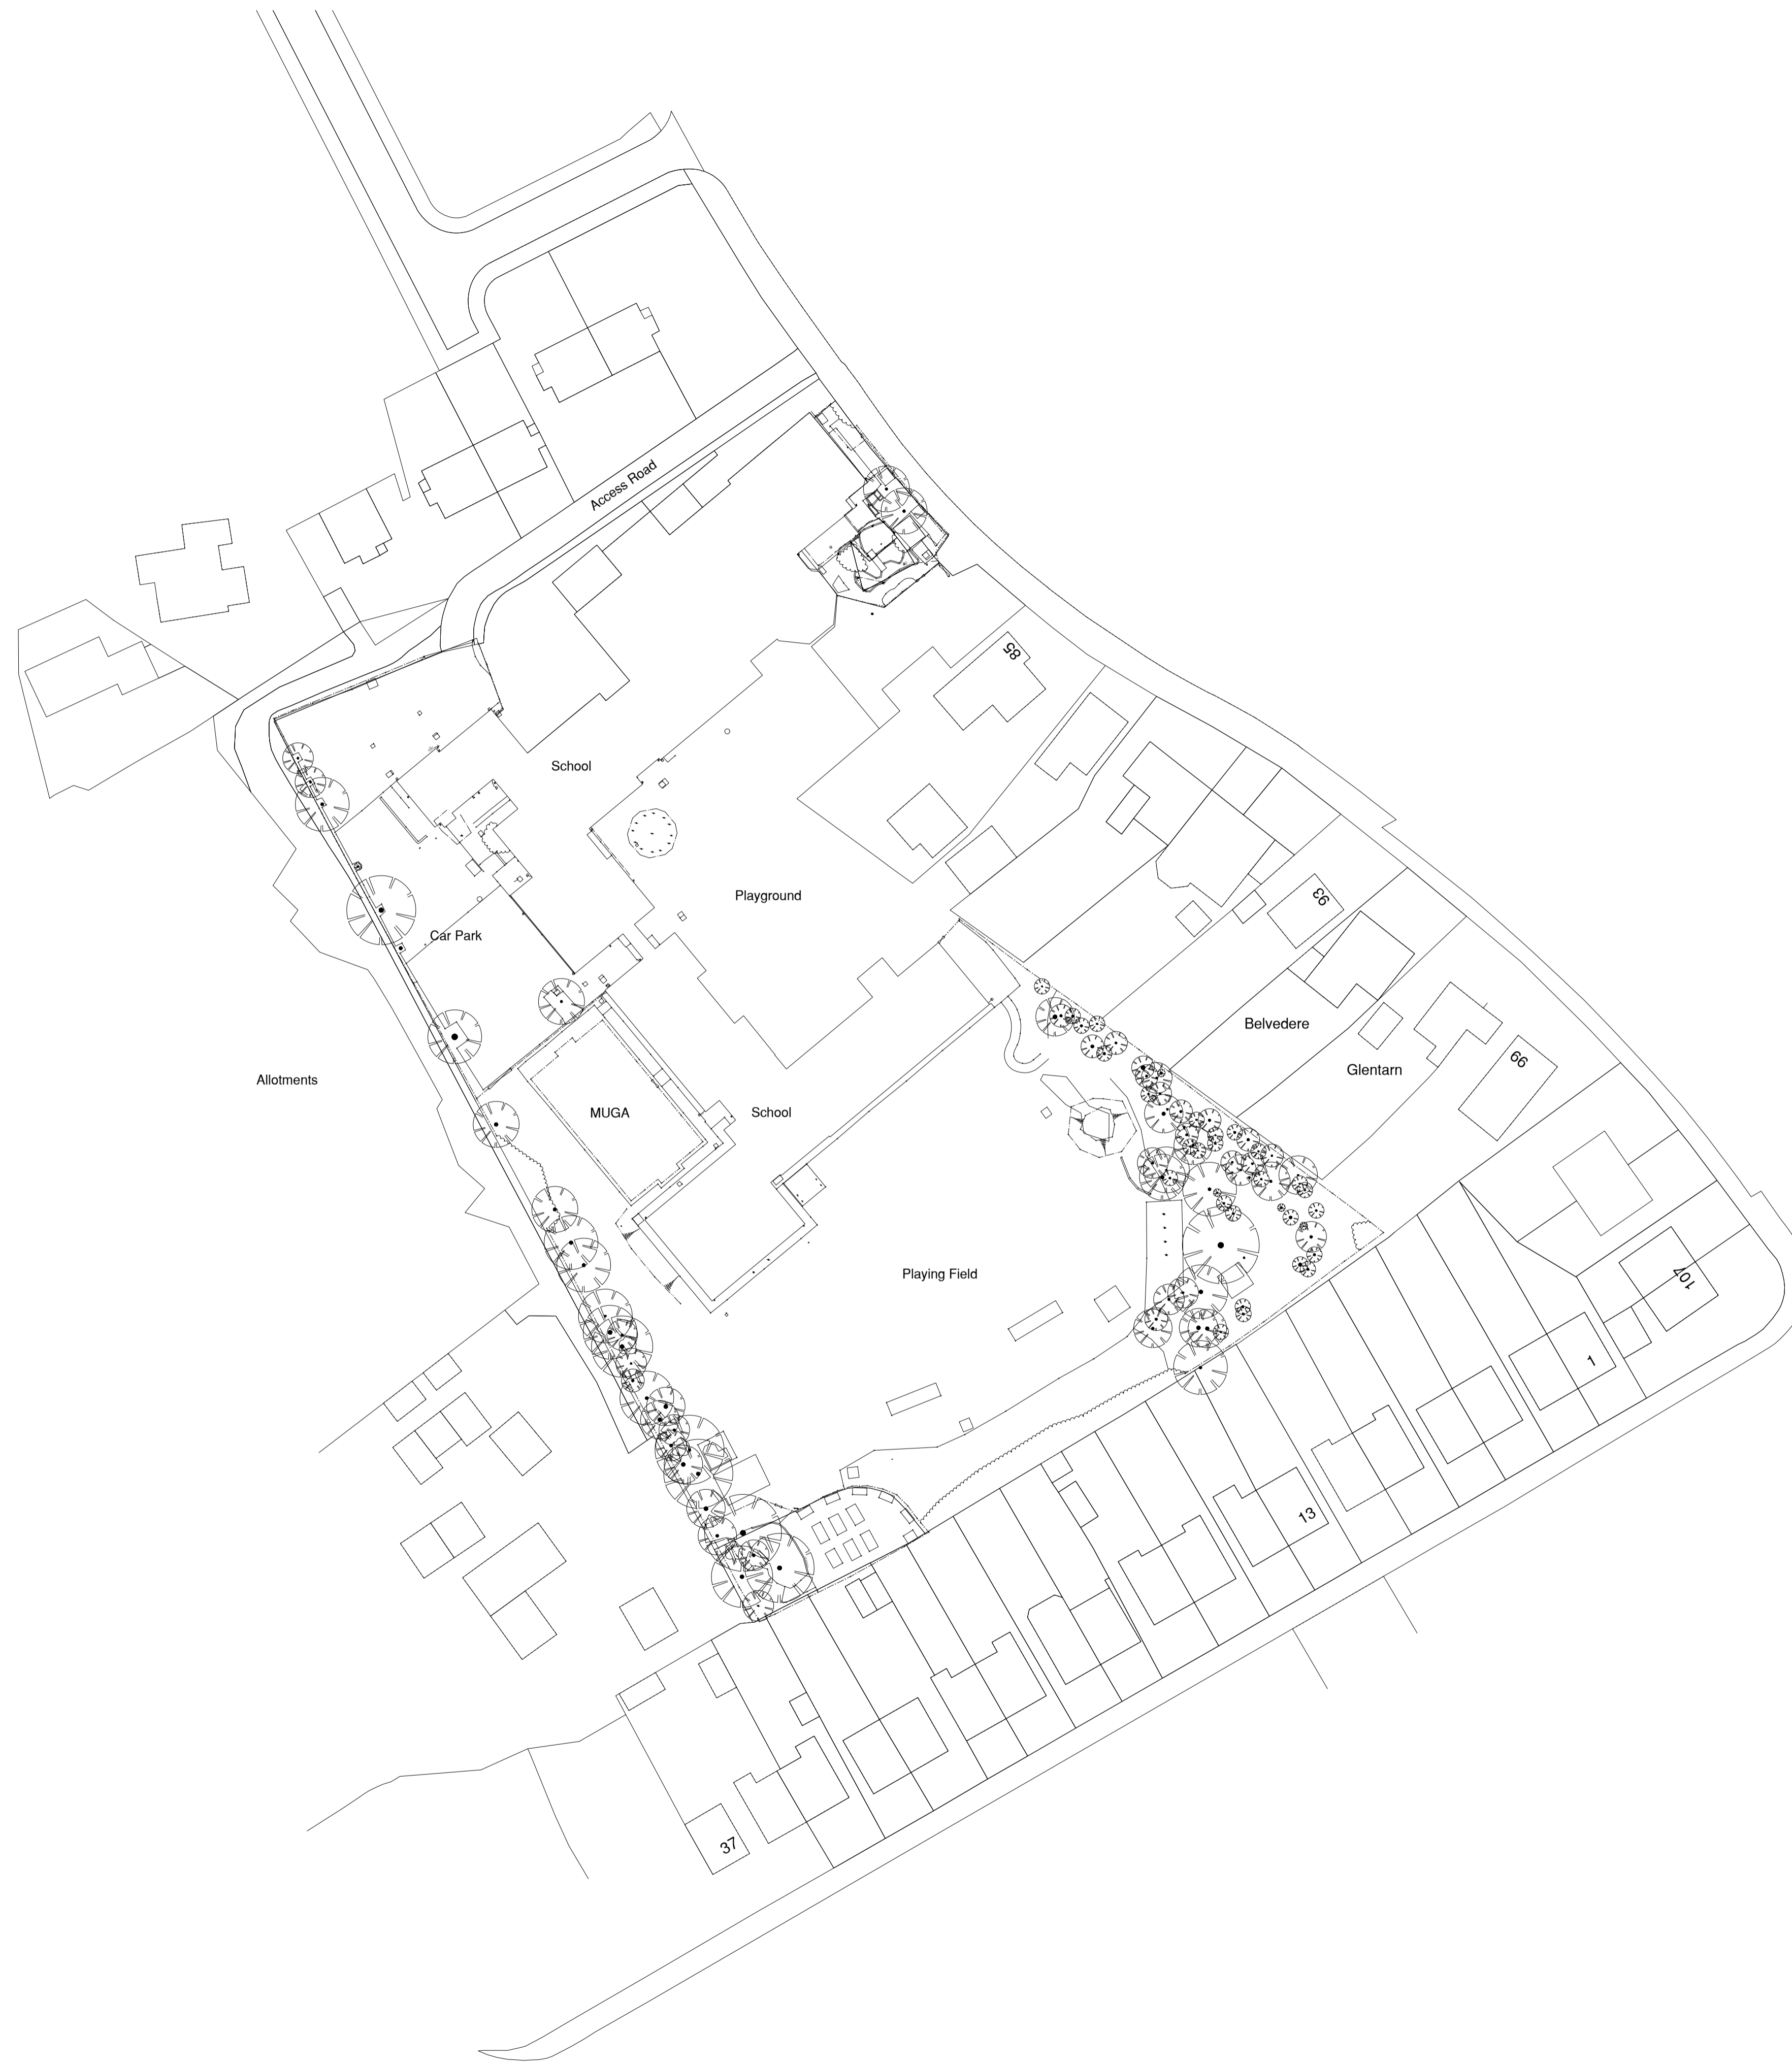 Access Road
85
School
Playground
93
Car Park
Belvedere
Glentarn
99
Allotments
MUGA
School
Playing Field
107
1
13
37